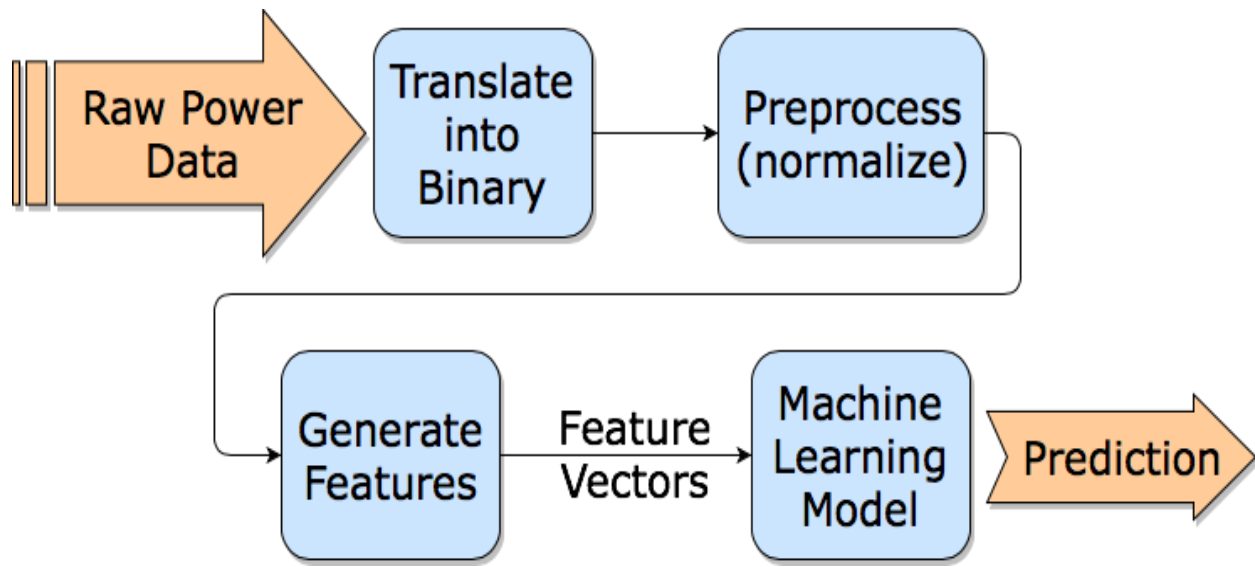 Raw Power
Data
Translate
into
Binary
Preprocess
(normalize)
Generate
Features
Feature
Vectors
Machine
Learning
Model
Prediction